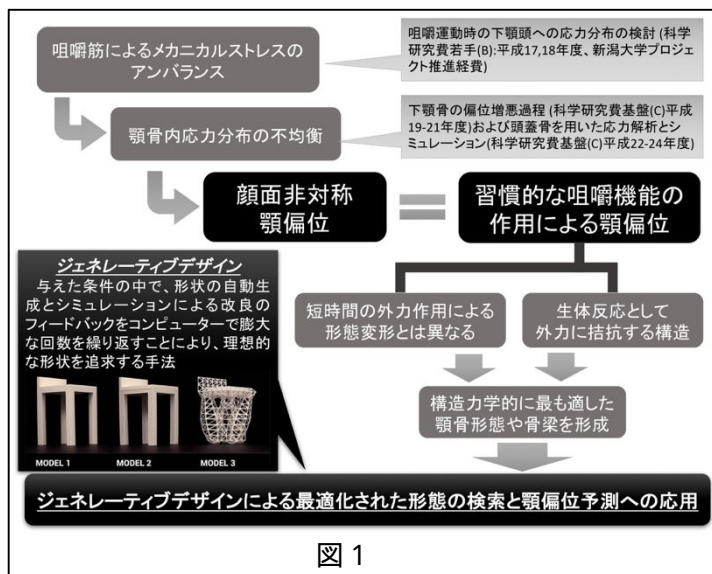 咀嚼筋によるメカニカルストレスの
アンバランス
咀嚼運動時の下顎頭への応力分布の検討 (科学
研究費若手(B):平成17,18年度、新潟大学プロジェ
クト推進経費)
顎骨内応力分布の不均衡
下顎骨の偏位増悪過程 (科学研究費基盤(C)平成
19-21年度)および頭蓋骨を用いた応力解析とシ
ミュレーション(科学研究費基盤(C)平成22-24年度)
顔面非対称
顎偏位
習慣的な咀嚼機能の
作用による顎偏位
ジェネレーティブデザイン
与えた条件の中で、形状の自動生
成とシミュレーションによる改良の
フィードバックをコンピューターで膨大
な回数を繰り返すことにより、理想的
な形状を追求する手法
MODEL 1
MODEL 2
MODEL 3
短時間の外力作用による
形態変形とは異なる
生体反応として
外力に拮抗する構造
構造力学的に最も適した
顎骨形態や骨梁を形成
ジェネレーティブデザインによる最適化された形態の検索と顎偏位予測への応用
図 1